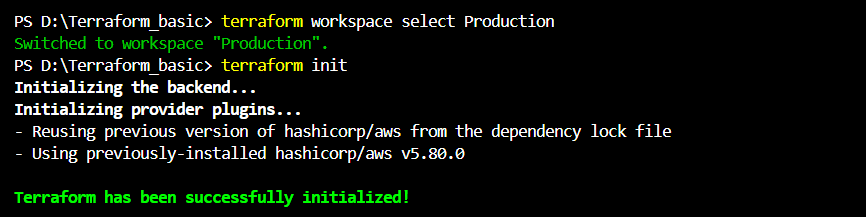 PS D:\Terraform_basic> terraform workspace select Production
Switched to workspace "Production".
PS D:\Terraform_basic> terraform init
Initializing the backend...
Initializing provider plugins...
- Reusing previous version of hashicorp/aws from the dependency lock file
- Using previously-installed hashicorp/aws v5.80.0
Terraform has been successfully initialized!